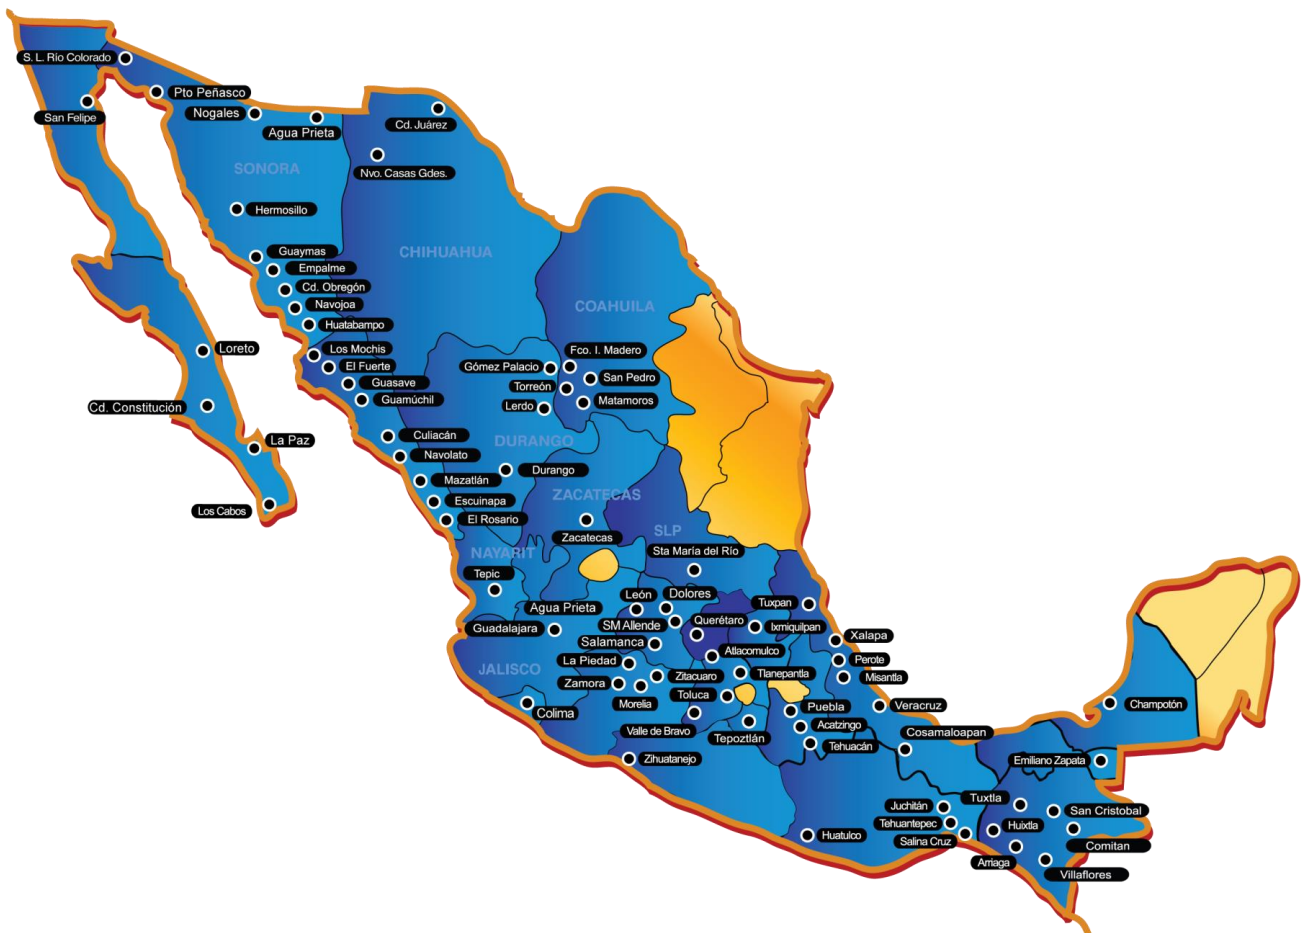 S. L. Río Colorado
Pto Peñasco
San Felipe
Nogales
Agua Prieta
Cd. Juárez
SONORA
Nvo. Casas Gdes.
Hermosillo
CHIHUAHUA
Guaymas
Empalme
Cd. Obregón
Navojoa
Huatabampo
COAHUILA
Loreto
Los Mochis
El Fuerte
Guasave
Guamúchil
Fco. I. Madero
Gómez Palacio
San Pedro
Torreón
Matamoros
Lerdo
Cd. Constitución
La Paz
Culiacán
DURANGO
Navolato
Mazatlán
Durango
Escuinapa
ZACATECAS
Los Cabos
El Rosario
SLP
Zacatecas
NAYARIT
Sta María del Río
Tepic
León
Dolores
Agua Prieta
Tuxpan
Guadalajara
SM Allende
Querétaro
Ixmiquilpan
Xalapa
Salamanca
Atlacomulco
La Piedad
Perote
JALISCO
Zitacuaro
Tlanepantla
Misantla
Zamora
Toluca
Morelia
Puebla
Veracruz
Champotón
Colima
Valle de Bravo
Acatzingo
Tepoztlán
Tehuacán
Cosamaloapan
Zihuatanejo
Emiliano Zapata
Tuxtla
Juchitán
San Cristobal
Tehuantepec
Huixtla
Huatulco
Salina Cruz
Comitan
Arriaga
Villaflores